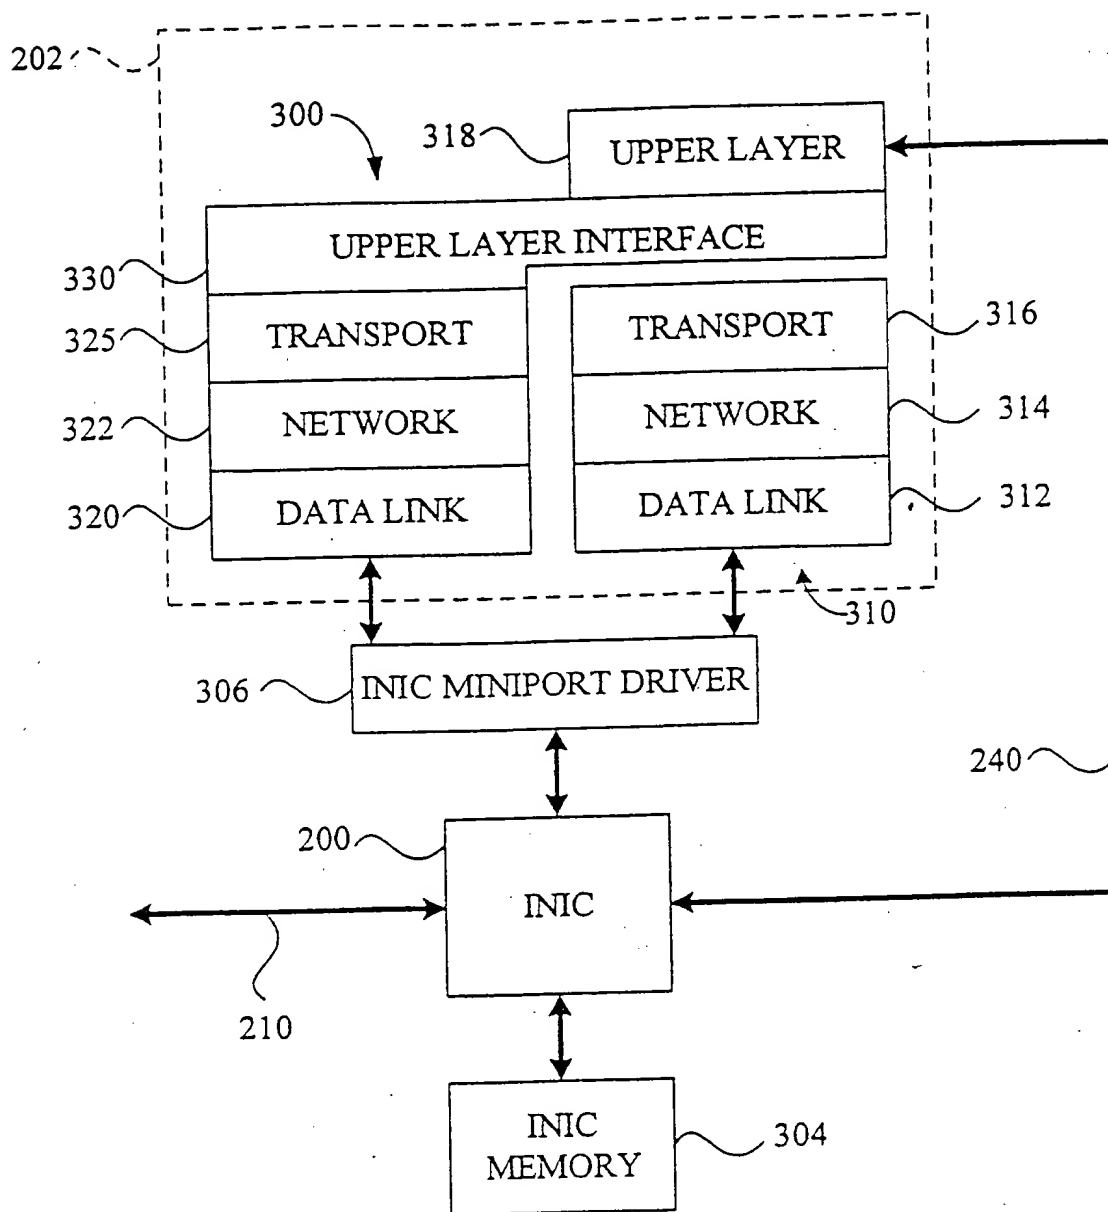 202
300
318
UPPER LAYER
UPPER LAYER INTERFACE
330
TRANSPORT
325
TRANSPORT
316
NETWORK
322
NETWORK
314
DATA LINK
320
DATA LINK
312
310
INIC MINIPORT DRIVER
306
240
200
INIC
210
INIC
MEMORY
304